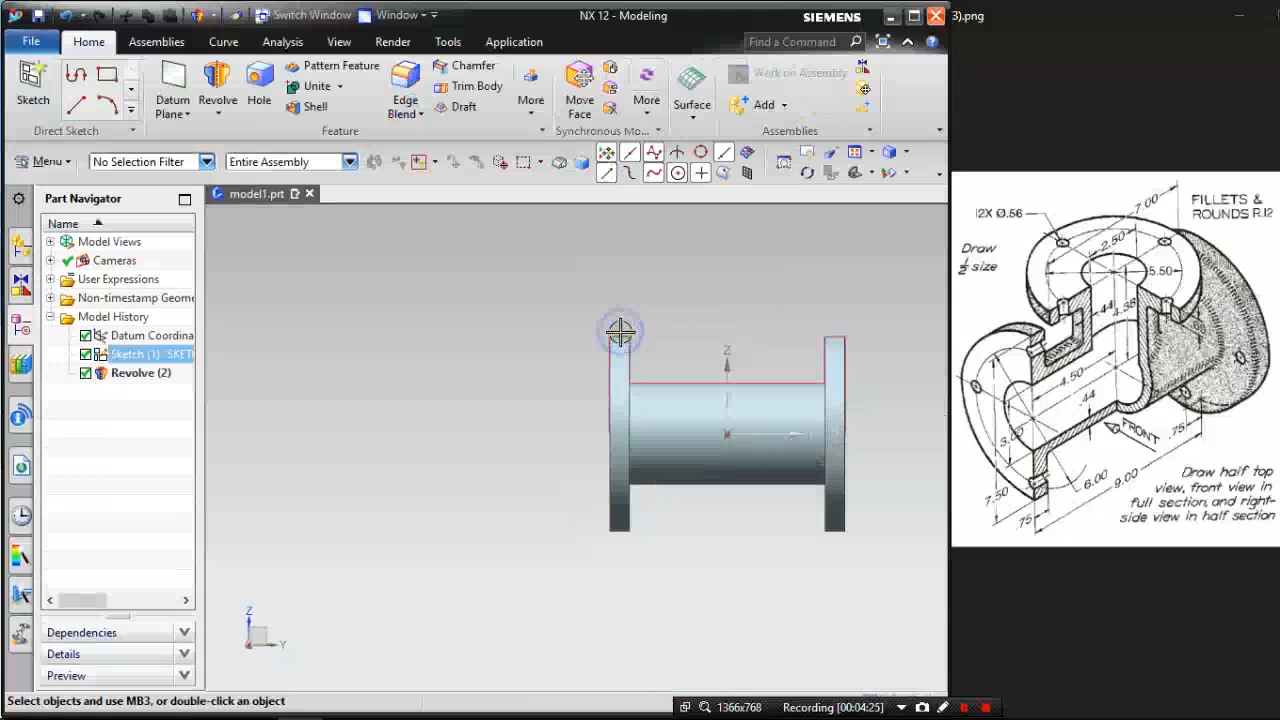 Switch Window
Window
NX 12 - Modeling
SIEMENS
3).png
File
Home
Assemblies
Curve
Analysis
View
Render
Tools
Application
Find a Command
Sketch
Direct Sketch
Datum
Plane
Revolve
Hole
Pattern Feature
Unite
Shell
Edge
Blend
Chamfer
Trim Body
Draft
More
Feature
Move
Face
More
Synchronous Mo...
Surface
Work on Assembly
Add
Assemblies
Menu
No Selection Filter
Entire Assembly
Part Navigator
model1.prt
Name
Model Views
Cameras
User Expressions
Non-timestamp Geome
Model History
Datum Coordina
Sketch (1) "SKET
Revolve (2)
Z
Z
Y
Dependencies
Details
Preview
Select objects and use MB3, or double-click an object
1366x768
Recording [00:04:25]
12X Ø.56
7.00
FILLETS &
ROUNDS R.12
Draw
½ size
2.50
5.50
.44
4.38
4.50
.44
FRONT
.75
6.00
9.00
7.50
.75
Draw half top
view, front view in
full section, and right-
side view in half section